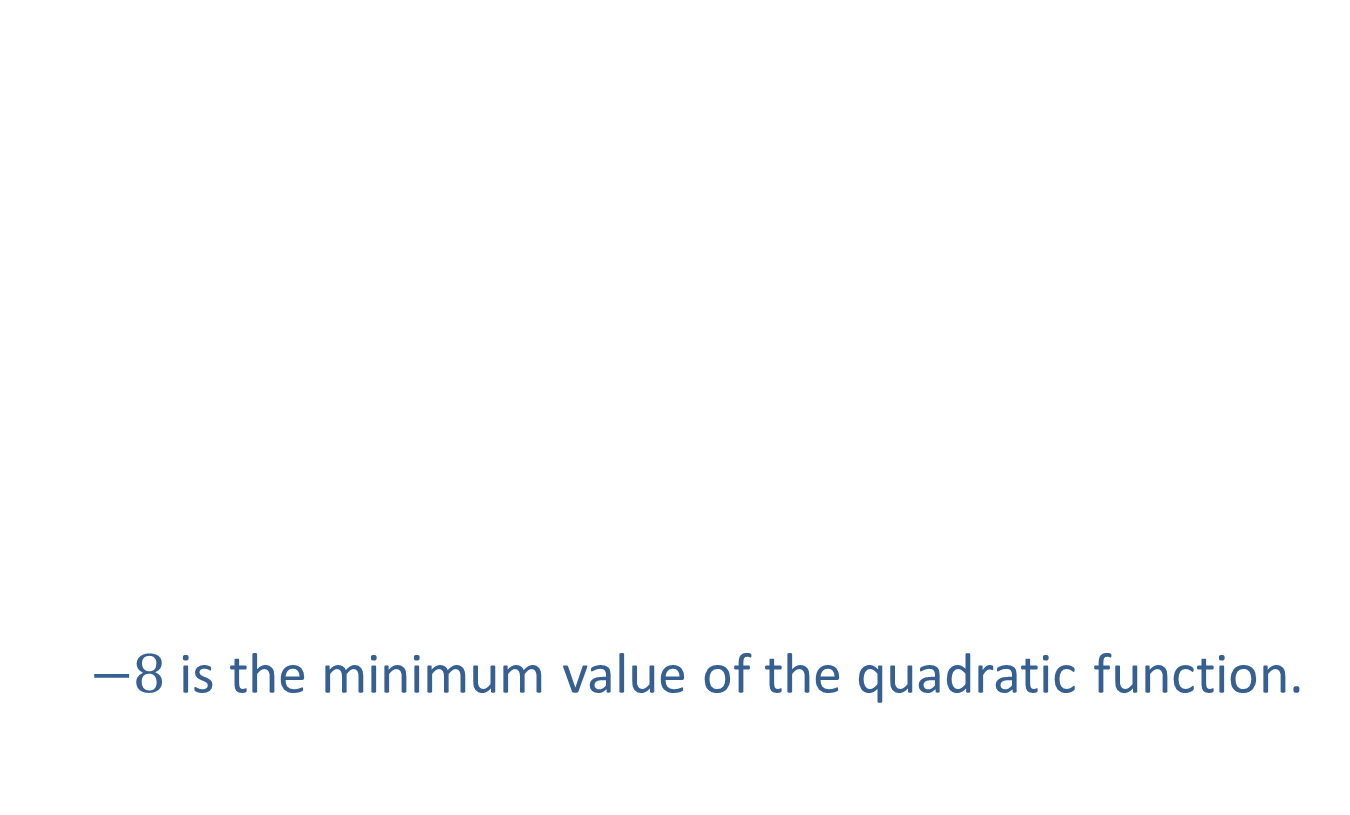 −8 is the minimum value of the quadratic function.